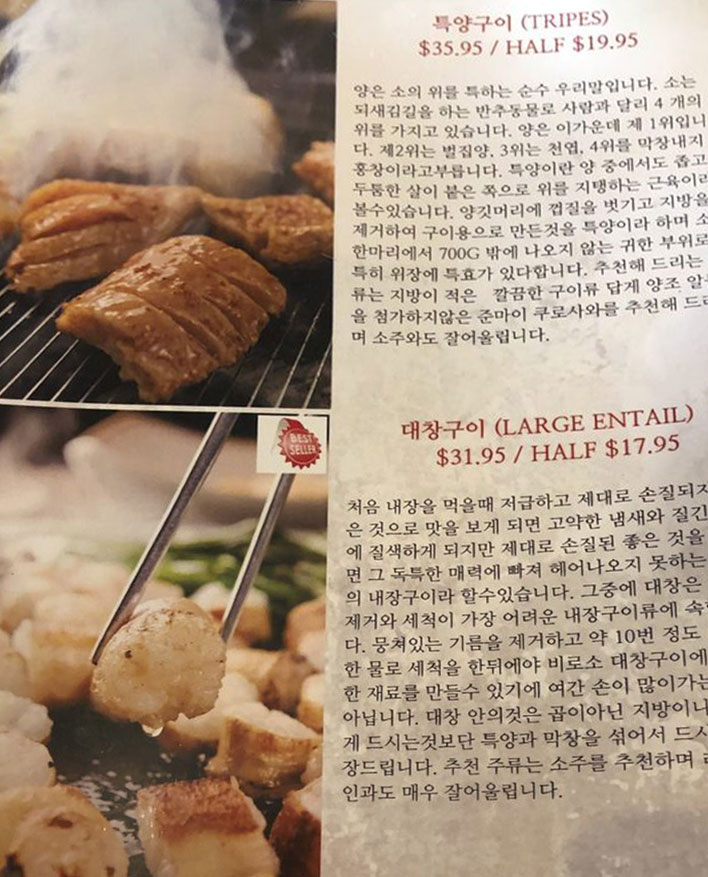 특양구이 (TRIPES)
$35.95 / HALF $19.95
양은 소의 위를 특하는 순수 우리말입니다. 소는
되새김길을 하는 반추동물로 사람과 달리 4 개의
위를 가지고 있습니다. 양은 이가운데 제 1위입니
다. 제2위는 벌집양, 3위는 천엽, 4위를 막창내지
홍창이라고부릅니다. 특양이란 양 중에서도 좁고
두툼한 살이 붙은 쪽으로 위를 지탱하는 근육이라
볼수있습니다. 양깃머리에 껍질을 벗기고 지방을
제거하여 구이용으로 만든것을 특양이라 하며 소
한마리에서 700G 밖에 나오지 않는 귀한 부위로
특히 위장에 특효가 있다합니다. 추천해 드리는
류는 지방이 적은 깔끔한 구이류 답게 양조 알
을 첨가하지않은 준마이 쿠로사와를 추천해 드
며 소주와도 잘어울립니다.
BEST
SELLER
대창구이 (LARGE ENTAIL)
$31.95 / HALF $17.95
처음 내장을 먹을때 저급하고 제대로 손질되지
은 것으로 맛을 보게 되면 고약한 냄새와 질긴
에 질색하게 되지만 제대로 손질된 좋은 것을
면 그 독특한 매력에 빠져 헤어나오지 못하는
의 내장구이라 할수있습니다. 그중에 대창은
제거와 세척이 가장 어려운 내장구이류에 속
다. 뭉쳐있는 기름을 제거하고 약 10번 정도
한 물로 세척을 한뒤에야 비로소 대창구이에
한 재료를 만들수 있기에 여간 손이 많이가는
아닙니다. 대창 안의것은 곱이아닌 지방이니
게 드시는것보단 특양과 막창을 섞어서 드시
장드립니다. 추천 주류는 소주를 추천하며
인과도 매우 잘어울립니다.